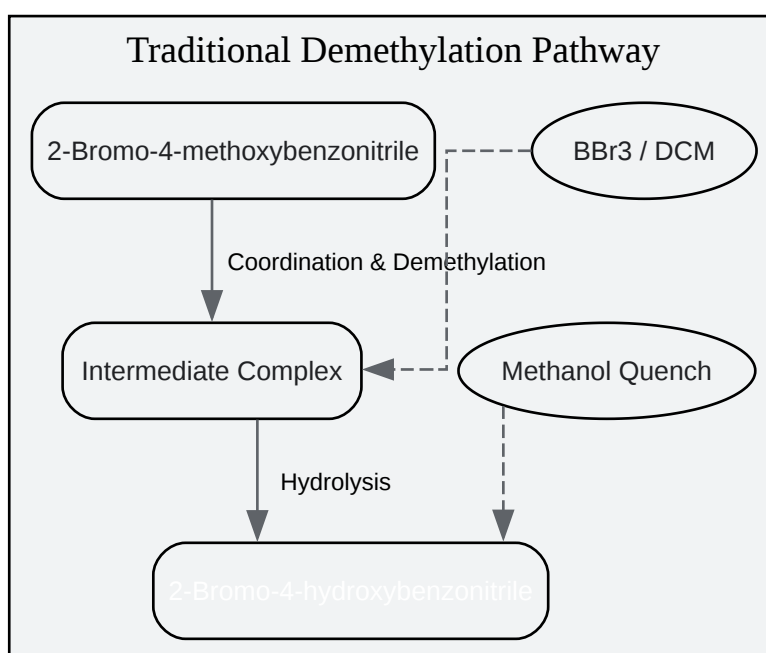 Traditional Demethylation Pathway
2-Bromo-4-methoxybenzonitrile
BBr3 / DCM
Coordination & Demethylation
Intermediate Complex
Methanol Quench
Hydrolysis
2-Bromo-4-hydroxybenzonitrile